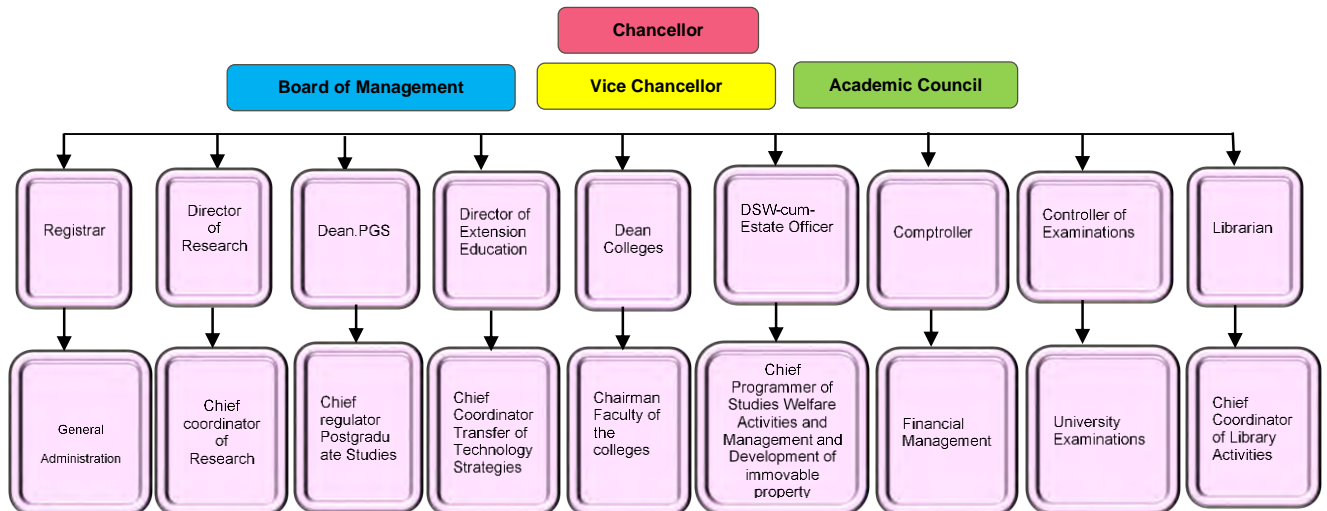 Chancellor
Board of Management
Vice Chancellor
Academic Council
Registrar
Director
of
Research
Dean.PGS
Director of
Extension
Education
Dean
Colleges
DSW-cum-
Estate Officer
Comptroller
Controller of
Examinations
Librarian
General
Administration
Chief
coordinator
of
Research
Chief
regulator
Postgradu
ate Studies
Chief
Coordinator
Transfer of
Technology
Strategies
Chairman
Faculty of
the
colleges
Chief
Programmer of
Studies Welfare
Activities and
Management and
Development of
immovable
property
Financial
Management
University
Examinations
Chief
Coordinator
of Library
Activities